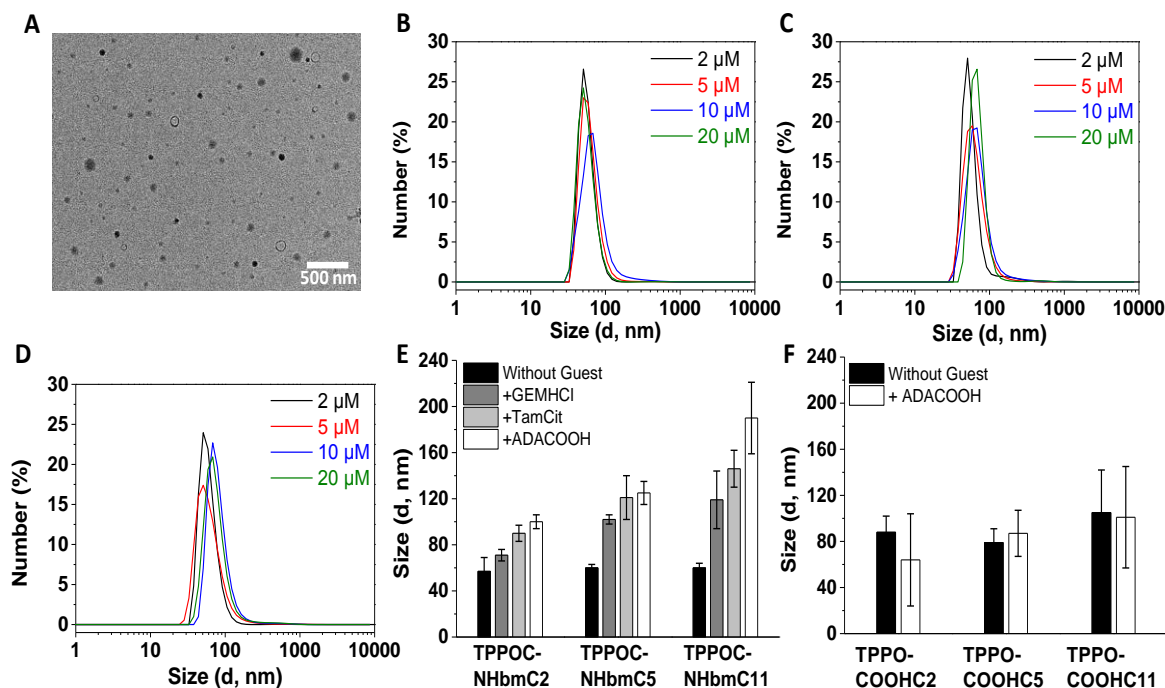 A
500 nm
B
Number (%)
30
25
20
15
10
5
0
2 µM
5 µM
10 µM
20 µM
1 10 100 1000 10000
Size (d, nm)
C
Number (%)
30
25
20
15
10
5
0
2 µM
5 µM
10 µM
20 µM
1 10 100 1000 10000
Size (d, nm)
D
Number (%)
30
25
20
15
10
5
0
2 µM
5 µM
10 µM
20 µM
1 10 100 1000 10000
Size (d, nm)
E
Size (d, nm)
240
200
160
120
80
40
0
Without Guest
+GEMHCl
+TamCit
+ADACOOH
TPPOC- TPPOC- TPPOC-
NHbmC2 NHbmC5 NHbmC11
F
Size (d, nm)
240
200
160
120
80
40
0
Without Guest
+ ADACOOH
TPPO- TPPO- TPPO-
COOHC2 COOHC5 COOHC11